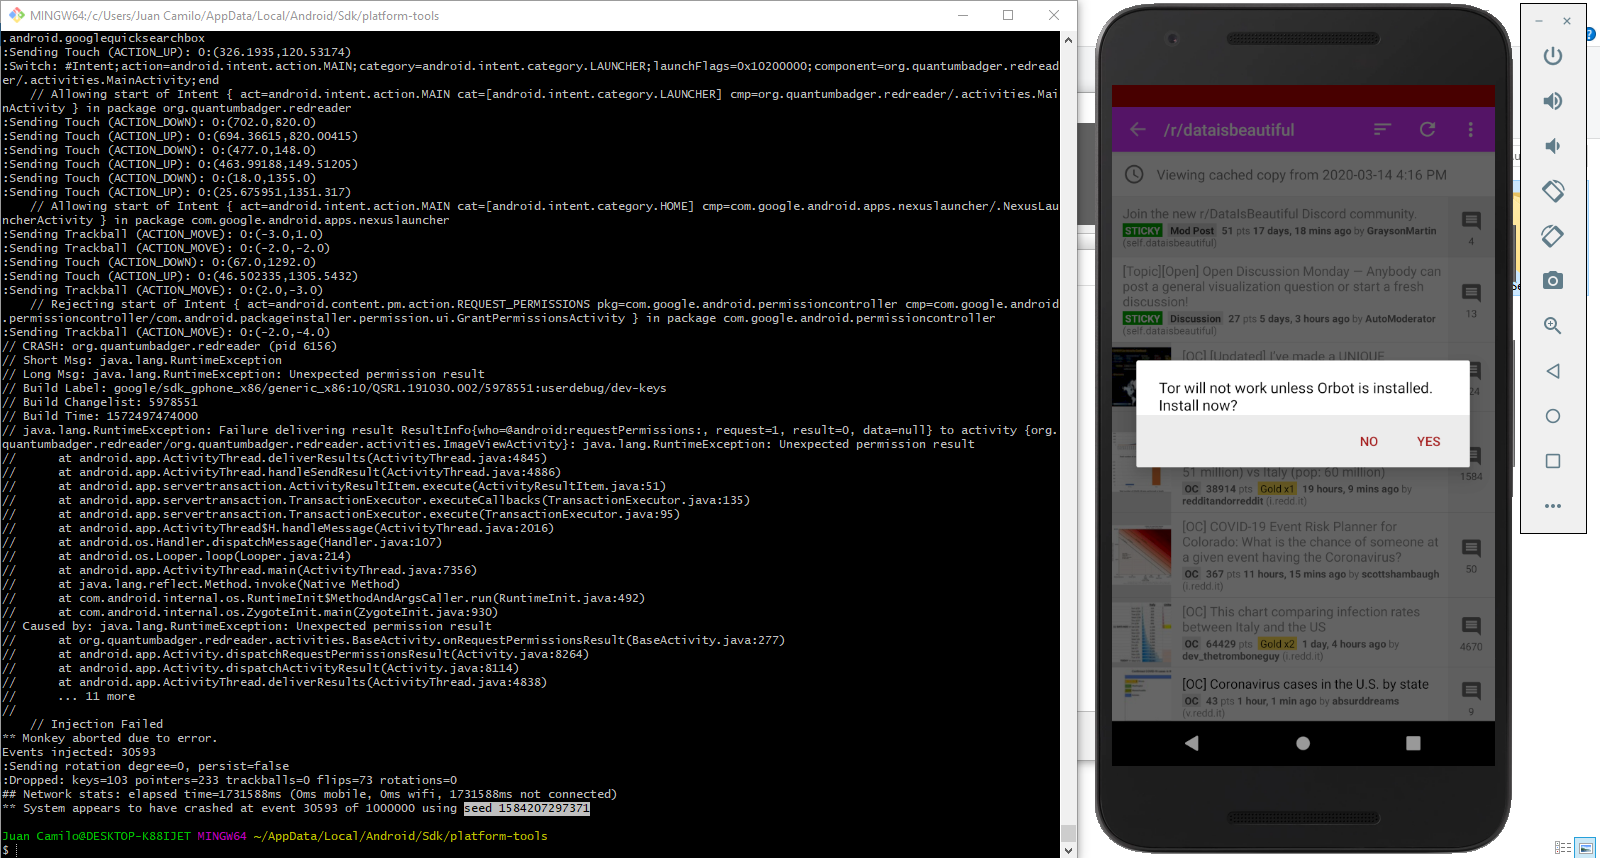 MINGW64:/c/Users/Juan Camilo/AppData/Local/Android/Sdk/platform-tools
.android.googlequicksearchbox
:Sending Touch (ACTION_UP): 0:(326.1935,120.53174)
:Switch: #Intent;action=android.intent.action.MAIN;category=android.intent.category.LAUNCHER;launchFlags=0x10200000;component=org.quantumbadger.redread
er/.activities.MainActivity;end
    // Allowing start of Intent { act=android.intent.action.MAIN cat=[android.intent.category.LAUNCHER] cmp=org.quantumbadger.redreader/.activities.Mai
nActivity } in package org.quantumbadger.redreader
:Sending Touch (ACTION_DOWN): 0:(702.0,820.0)
:Sending Touch (ACTION_UP): 0:(694.36615,820.00415)
:Sending Touch (ACTION_DOWN): 0:(477.0,148.0)
:Sending Touch (ACTION_UP): 0:(463.99188,149.51205)
:Sending Touch (ACTION_DOWN): 0:(18.0,1355.0)
:Sending Touch (ACTION_UP): 0:(25.675951,1351.317)
    // Allowing start of Intent { act=android.intent.action.MAIN cat=[android.intent.category.HOME] cmp=com.google.android.apps.nexuslauncher/.NexusLau
ncherActivity } in package com.google.android.apps.nexuslauncher
:Sending Trackball (ACTION_MOVE): 0:(-3.0,1.0)
:Sending Trackball (ACTION_MOVE): 0:(-2.0,-2.0)
:Sending Touch (ACTION_DOWN): 0:(67.0,1292.0)
:Sending Touch (ACTION_UP): 0:(46.502335,1305.5432)
:Sending Trackball (ACTION_MOVE): 0:(2.0,-3.0)
    // Rejecting start of Intent { act=android.content.pm.action.REQUEST_PERMISSIONS pkg=com.google.android.permissioncontroller cmp=com.google.android
.permissioncontroller/com.android.packageinstaller.permission.ui.GrantPermissionsActivity } in package com.google.android.permissioncontroller
:Sending Trackball (ACTION_MOVE): 0:(-2.0,-4.0)
// CRASH: org.quantumbadger.redreader (pid 6156)
// Short Msg: java.lang.RuntimeException
// Long Msg: java.lang.RuntimeException: Unexpected permission result
// Build Label: google/sdk_gphone_x86/generic_x86:10/QSR1.191030.002/5978551:userdebug/dev-keys
// Build Changelist: 5978551
// Build Time: 1572497474000
// java.lang.RuntimeException: Failure delivering result ResultInfo{who=@android:requestPermissions:, request=1, result=0, data=null} to activity {org.
quantumbadger.redreader/org.quantumbadger.redreader.activities.ImageViewActivity}: java.lang.RuntimeException: Unexpected permission result
//      at android.app.ActivityThread.deliverResults(ActivityThread.java:4845)
//      at android.app.ActivityThread.handleSendResult(ActivityThread.java:4886)
//      at android.app.servertransaction.ActivityResultItem.execute(ActivityResultItem.java:51)
//      at android.app.servertransaction.TransactionExecutor.executeCallbacks(TransactionExecutor.java:135)
//      at android.app.servertransaction.TransactionExecutor.execute(TransactionExecutor.java:95)
//      at android.app.ActivityThread$H.handleMessage(ActivityThread.java:2016)
//      at android.os.Handler.dispatchMessage(Handler.java:107)
//      at android.os.Looper.loop(Looper.java:214)
//      at android.app.ActivityThread.main(ActivityThread.java:7356)
//      at java.lang.reflect.Method.invoke(Native Method)
//      at com.android.internal.os.RuntimeInit$MethodAndArgsCaller.run(RuntimeInit.java:492)
//      at com.android.internal.os.ZygoteInit.main(ZygoteInit.java:930)
// Caused by: java.lang.RuntimeException: Unexpected permission result
//      at org.quantumbadger.redreader.activities.BaseActivity.onRequestPermissionsResult(BaseActivity.java:277)
//      at android.app.Activity.dispatchRequestPermissionsResult(Activity.java:8264)
//      at android.app.Activity.dispatchActivityResult(Activity.java:8114)
//      at android.app.ActivityThread.deliverResults(ActivityThread.java:4838)
//      ... 11 more
//
    // Injection Failed
** Monkey aborted due to error.
Events injected: 30593
:Sending rotation degree=0, persist=false
:Dropped: keys=103 pointers=233 trackballs=0 flips=73 rotations=0
## Network stats: elapsed time=1731588ms (0ms mobile, 0ms wifi, 1731588ms not connected)
** System appears to have crashed at event 30593 of 1000000 using seed 1584207297371
Juan Camilo@DESKTOP-K88IJET MINGW64 ~/AppData/Local/Android/Sdk/platform-tools
$
/r/dataisbeautiful
Viewing cached copy from 2020-03-14 4:16 PM
Join the new r/DataIsBeautiful Discord community.
STICKY Mod Post 51 pts 17 days, 18 mins ago by GraysonMartin
(self.dataisbeautiful)
4
[Topic][Open] Open Discussion Monday — Anybody can
post a general visualization question or start a fresh
discussion!
STICKY Discussion 27 pts 5 days, 3 hours ago by AutoModerator
(self.dataisbeautiful)
13
[OC] [Updated] I've made a UNIQUE
24
Tor will not work unless Orbot is installed.
Install now?
NO YES
51 million) vs Italy (pop: 60 million)
OC 38914 pts Gold x1 19 hours, 9 mins ago by
redditandorreddit (i.redd.it)
1584
[OC] COVID-19 Event Risk Planner for
Colorado: What is the chance of someone at
a given event having the Coronavirus?
OC 367 pts 11 hours, 15 mins ago by scottshambaugh
(i.redd.it)
50
[OC] This chart comparing infection rates
between Italy and the US
OC 64429 pts Gold x2 1 day, 4 hours ago by
dev_thetromboneguy (i.redd.it)
4670
[OC] Coronavirus cases in the U.S. by state
OC 43 pts 1 hour, 1 min ago by absurddreams
(v.redd.it)
9